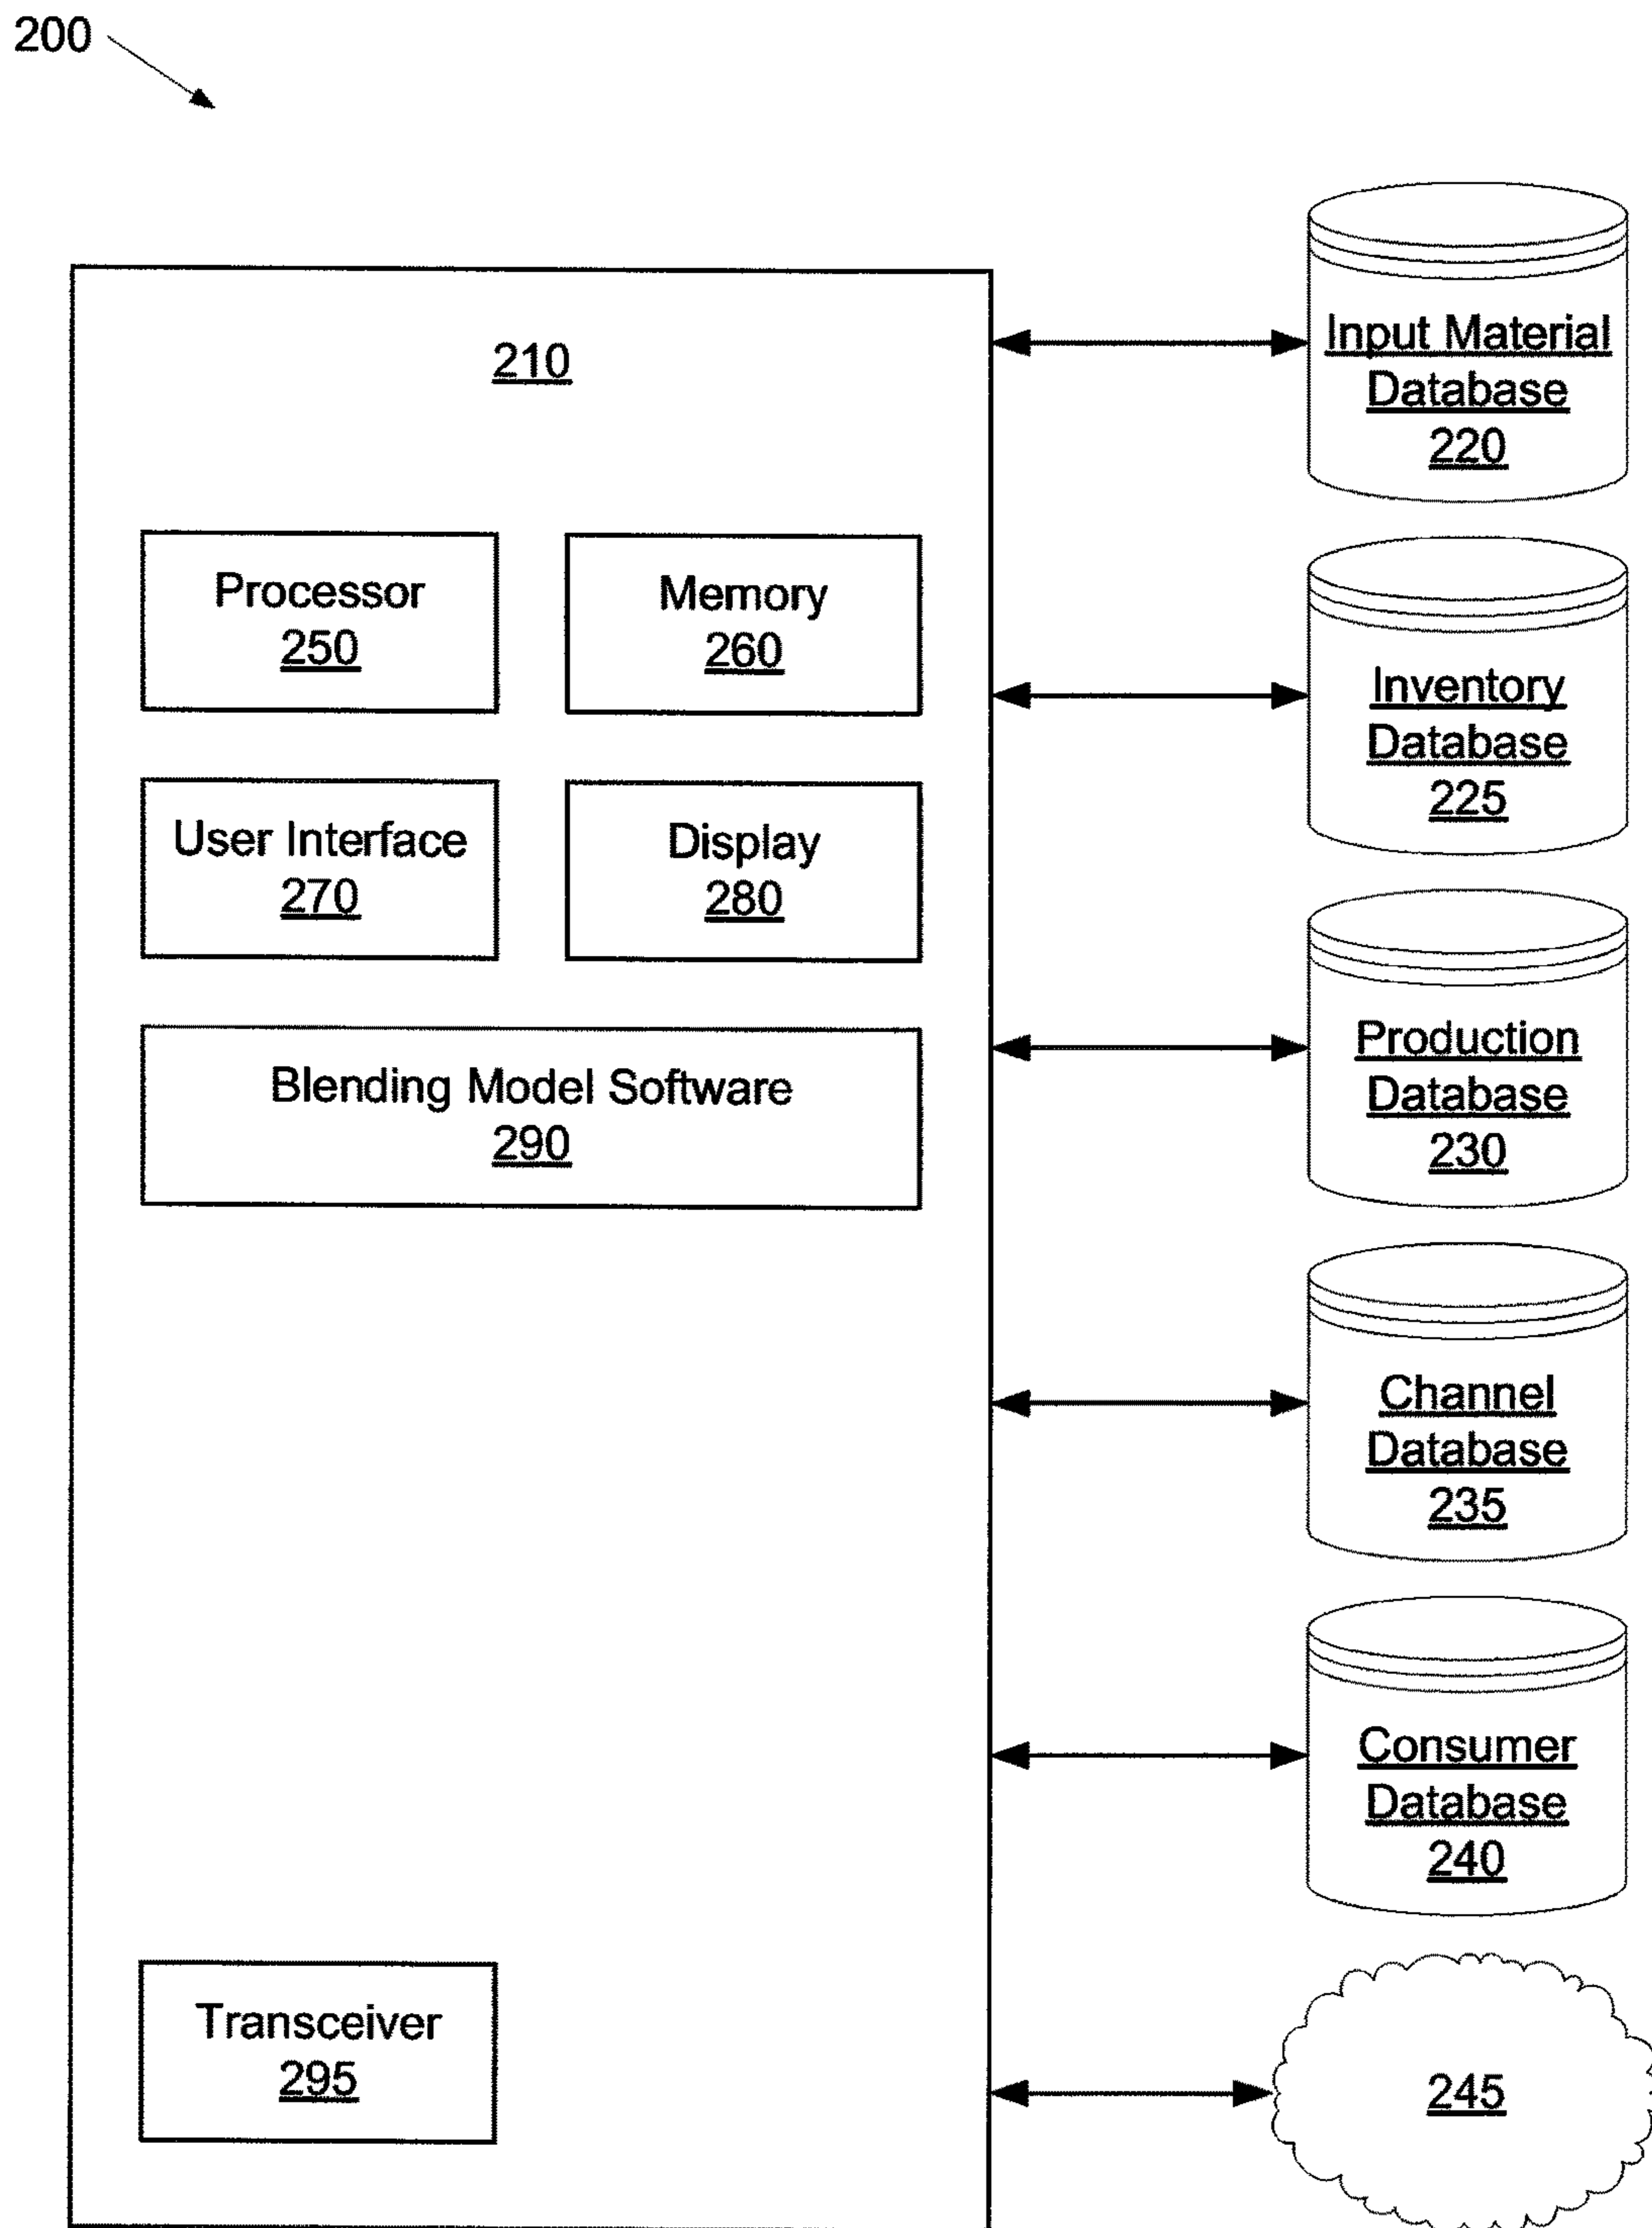 200
210
Processor
250
Memory
260
User Interface
270
Display
280
Blending Model Software
290
Transceiver
295
Input Material
Database
220
Inventory
Database
225
Production
Database
230
Channel
Database
235
Consumer
Database
240
245